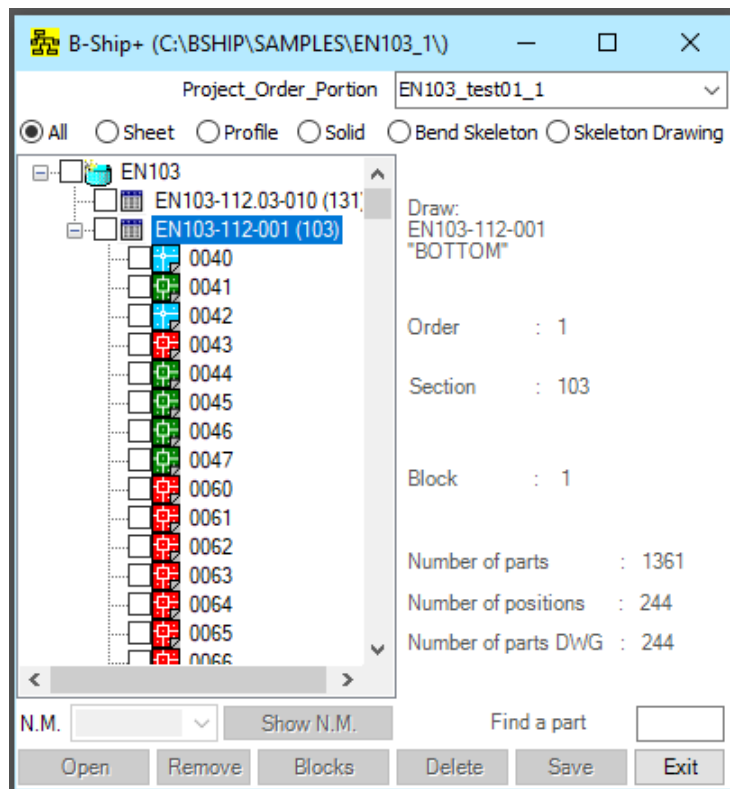 B-Ship+ (C:\BSHIP\SAMPLES\EN103_1\)
Project_Order_Portion EN103_test01_1
All Sheet Profile Solid Bend Skeleton Skeleton Drawing
EN103
EN103-112.03-010 (131)
EN103-112-001 (103)
0040
0041
0042
0043
0044
0045
0046
0047
0060
0061
0062
0063
0064
0065
0066
Draw:
EN103-112-001
"BOTTOM"
Order : 1
Section : 103
Block : 1
Number of parts : 1361
Number of positions : 244
Number of parts DWG : 244
N.M. Show N.M. Find a part
Open Remove Blocks Delete Save Exit